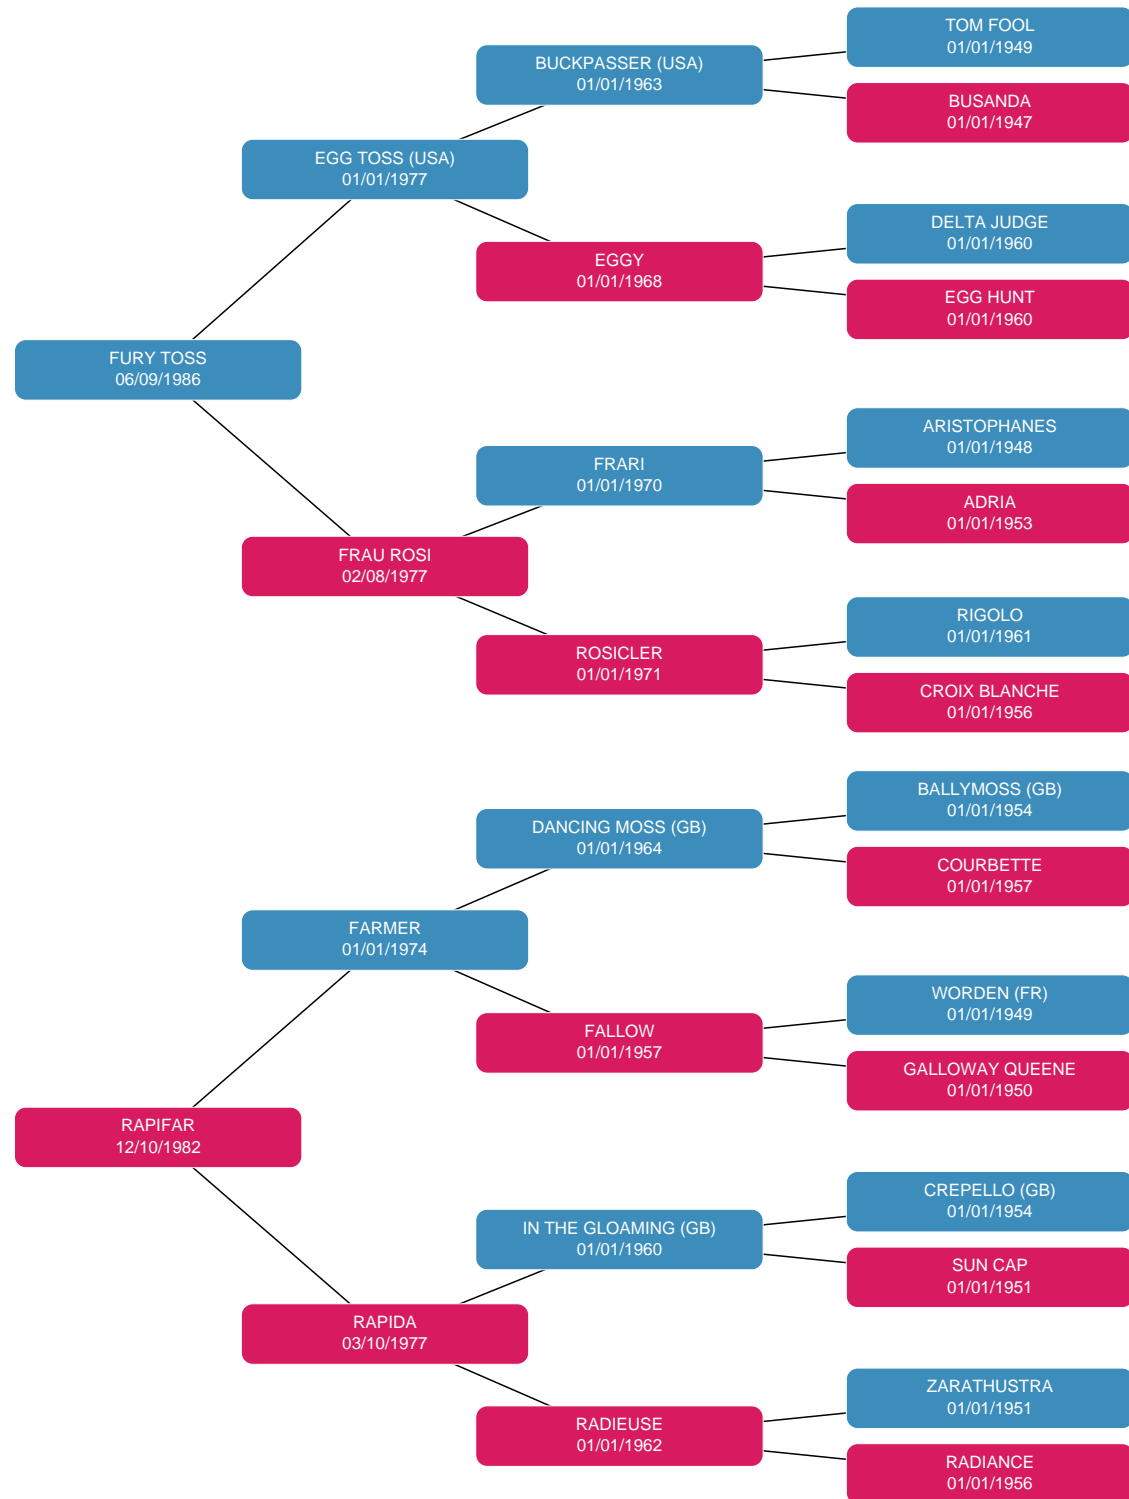 TOM FOOL
01/01/1949
BUCKPASSER (USA)
01/01/1963
BUSANDA
01/01/1947
EGG TOSS (USA)
01/01/1977
DELTA JUDGE
01/01/1960
EGGY
01/01/1968
EGG HUNT
01/01/1960
FURY TOSS
06/09/1986
ARISTOPHANES
01/01/1948
FRARI
01/01/1970
ADRIA
01/01/1953
FRAU ROSI
02/08/1977
RIGOLO
01/01/1961
ROSICLER
01/01/1971
CROIX BLANCHE
01/01/1956
BALLYMOSS (GB)
01/01/1954
DANCING MOSS (GB)
01/01/1964
COURBETTE
01/01/1957
FARMER
01/01/1974
WORDEN (FR)
01/01/1949
FALLOW
01/01/1957
GALLOWAY QUEENE
01/01/1950
RAPIFAR
12/10/1982
CREPELLO (GB)
01/01/1954
IN THE GLOAMING (GB)
01/01/1960
SUN CAP
01/01/1951
RAPIDA
03/10/1977
ZARATHUSTRA
01/01/1951
RADIEUSE
01/01/1962
RADIANCE
01/01/1956